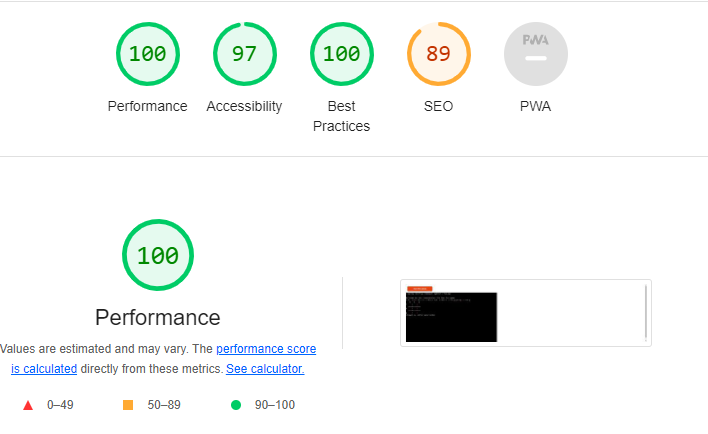 100
97
100
89
PWA
Performance
Accessibility
Best
Practices
SEO
PWA
100
Performance
Values are estimated and may vary. The performance score
is calculated directly from these metrics. See calculator.
0–49
50–89
90–100